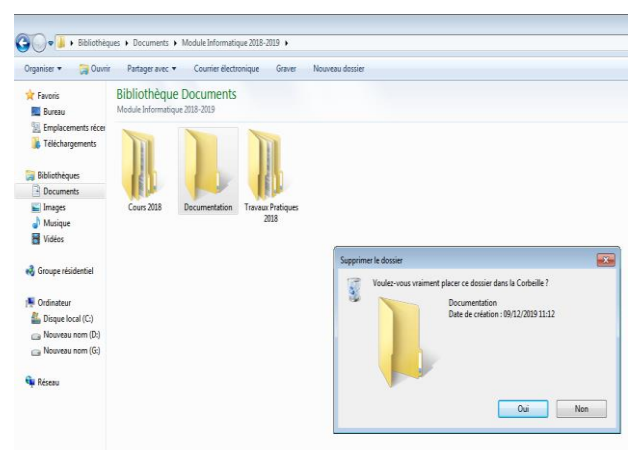 Bibliothèques ▸ Documents ▸ Module Informatique 2018-2019 ▸
Organiser ▾ Ouvrir Partager avec ▾ Courrier électronique Graver Nouveau dossier
Favoris
Bureau
Emplacements récer
Téléchargements
Bibliothèques
Documents
Images
Musique
Vidéos
Groupe résidentiel
Ordinateur
Disque local (C:)
Nouveau nom (D:)
Nouveau nom (G:)
Réseau
Bibliothèque Documents
Module Informatique 2018-2019
Cours 2018
Documentation
Travaux Pratiques
2018
Supprimer le dossier
Voulez-vous vraiment placer ce dossier dans la Corbeille ?
Documentation
Date de création : 09/12/2019 11:12
Oui Non